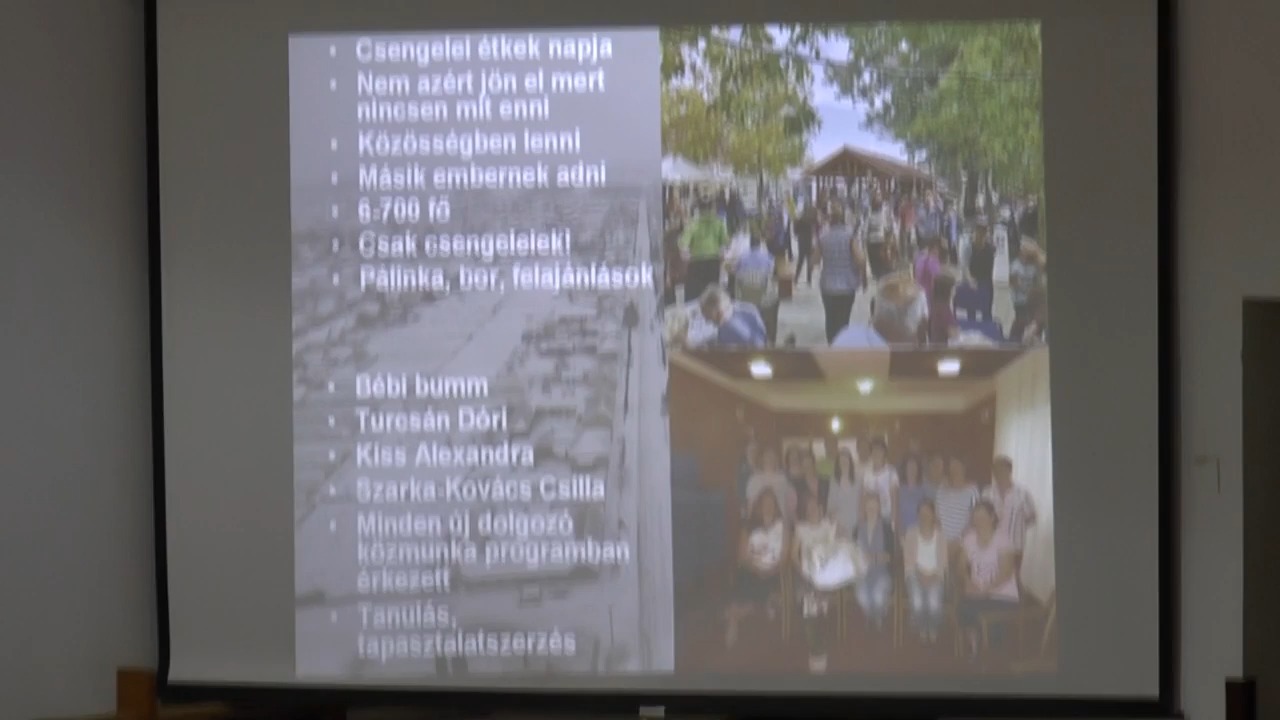 Csengelei étkek napja
Nem azért jön el mert
nincsen mit enni
Közösségben lenni
Másik embernek adni
6-700 fő
Csak csengeleiek!
Pálinka, bor, felajánlások
Bébi bumm
Turcsán Dóri
Kiss Alexandra
Szarka-Kovács Csilla
Minden új dolgozó
közmunka programban
érkezett
Tanulás,
tapasztalatszerzés